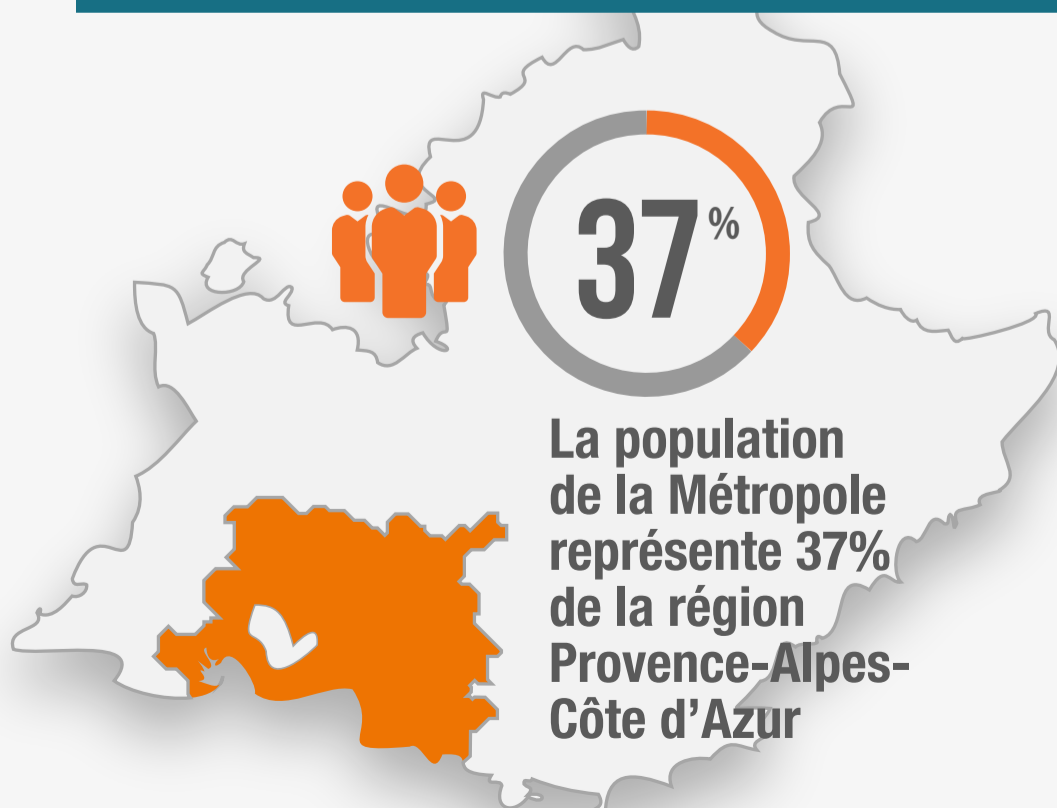 37%
La population
de la Métropole
représente 37%
de la région
Provence-Alpes-
Côte d’Azur